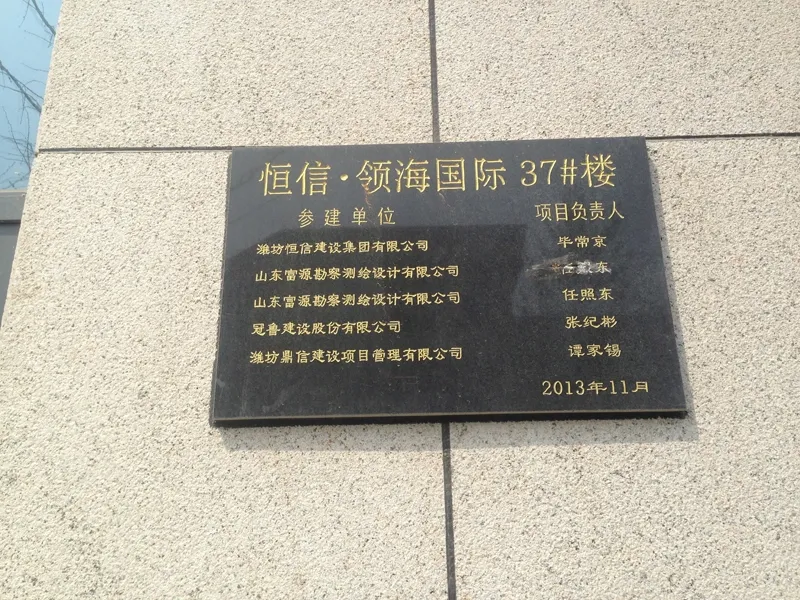 恒信·领海国际 37#楼
参建单位 项目负责人
潍坊恒信建设集团有限公司 毕常京
山东富源勘察测绘设计有限公司 东
山东富源勘察测绘设计有限公司 任照东
冠鲁建设股份有限公司 张纪彬
潍坊鼎信建设项目管理有限公司 谭家锡
2013年11月